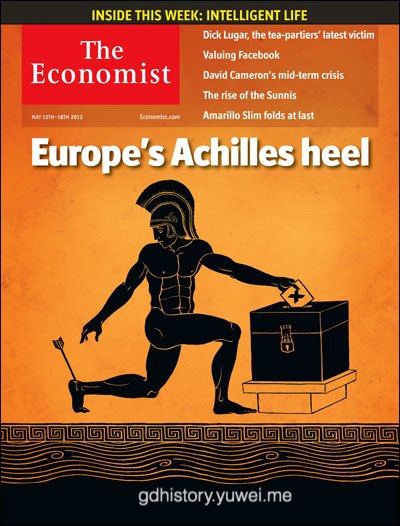 INSIDE THIS WEEK: INTELLIGENT LIFE
The
Economist
MAY 12TH–18TH 2012
Economist.com
Dick Lugar, the tea-partiers' latest victim
Valuing Facebook
David Cameron's mid-term crisis
The rise of the Sunnis
Amarillo Slim folds at last
Europe's Achilles heel
gdhistory.yuwei.me